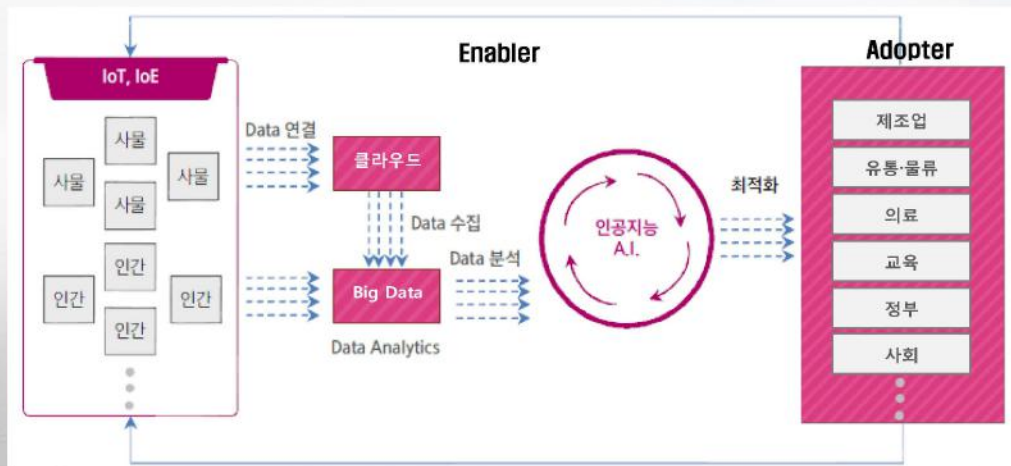 Enabler
Adopter
IoT, IoE
사물
사물
사물
사물
인간
인간
인간
인간
Data 연결
클라우드
Data 수집
Big Data
Data Analytics
Data 분석
인공지능
A.I.
최적화
제조업
유통·물류
의료
교육
정부
사회